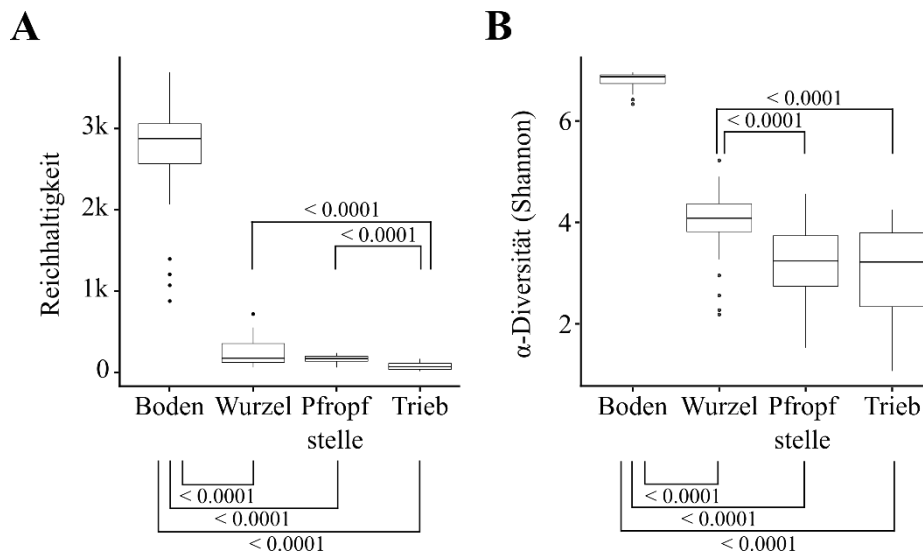 A
Reichhaltigkeit
3k
2k
1k
0
< 0.0001
< 0.0001
Boden Wurzel Pfropf Trieb
stelle
< 0.0001
< 0.0001
< 0.0001
B
α-Diversität (Shannon)
6
4
2
< 0.0001
< 0.0001
Boden Wurzel Pfropf Trieb
stelle
< 0.0001
< 0.0001
< 0.0001